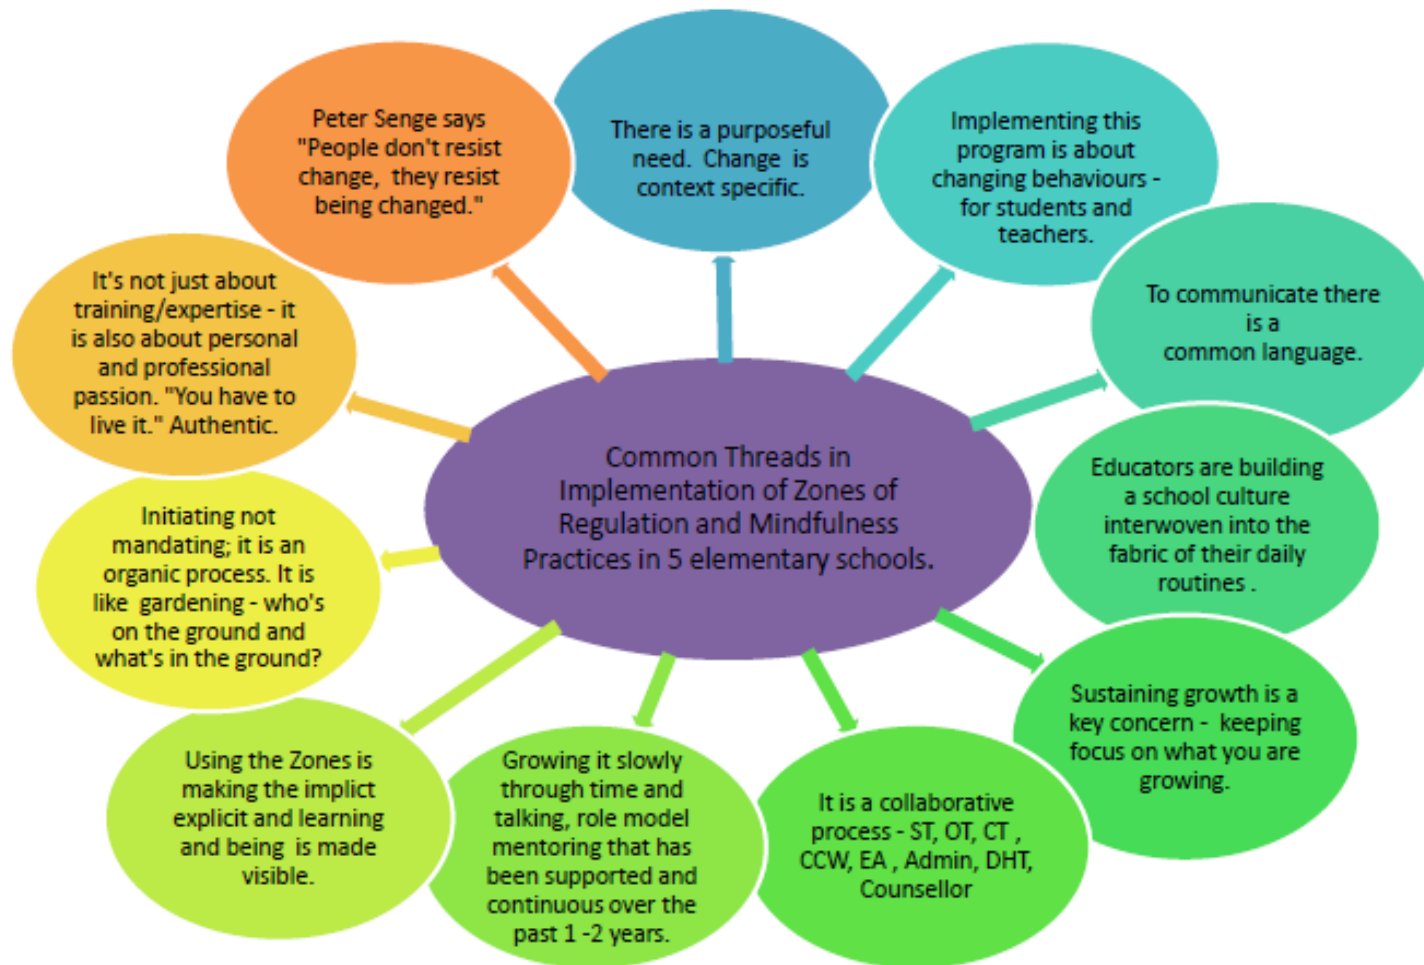 Peter Senge says
"People don't resist
change, they resist
being changed."
There is a purposeful
need. Change is
context specific.
Implementing this
program is about
changing behaviours -
for students and
teachers.
To communicate there
is a
common language.
Educators are building
a school culture
interwoven into the
fabric of their daily
routines .
Sustaining growth is a
key concern - keeping
focus on what you are
growing.
It is a collaborative
process - ST, OT, CT ,
CCW, EA , Admin, DHT,
Counsellor
Growing it slowly
through time and
talking, role model
mentoring that has
been supported and
continuous over the
past 1 -2 years.
Using the Zones is
making the implict
explicit and learning
and being is made
visible.
Initiating not
mandating; it is an
organic process. It is
like gardening - who's
on the ground and
what's in the ground?
It's not just about
training/expertise - it
is also about personal
and professional
passion. "You have to
live it." Authentic.
Common Threads in
Implementation of Zones of
Regulation and Mindfulness
Practices in 5 elementary schools.